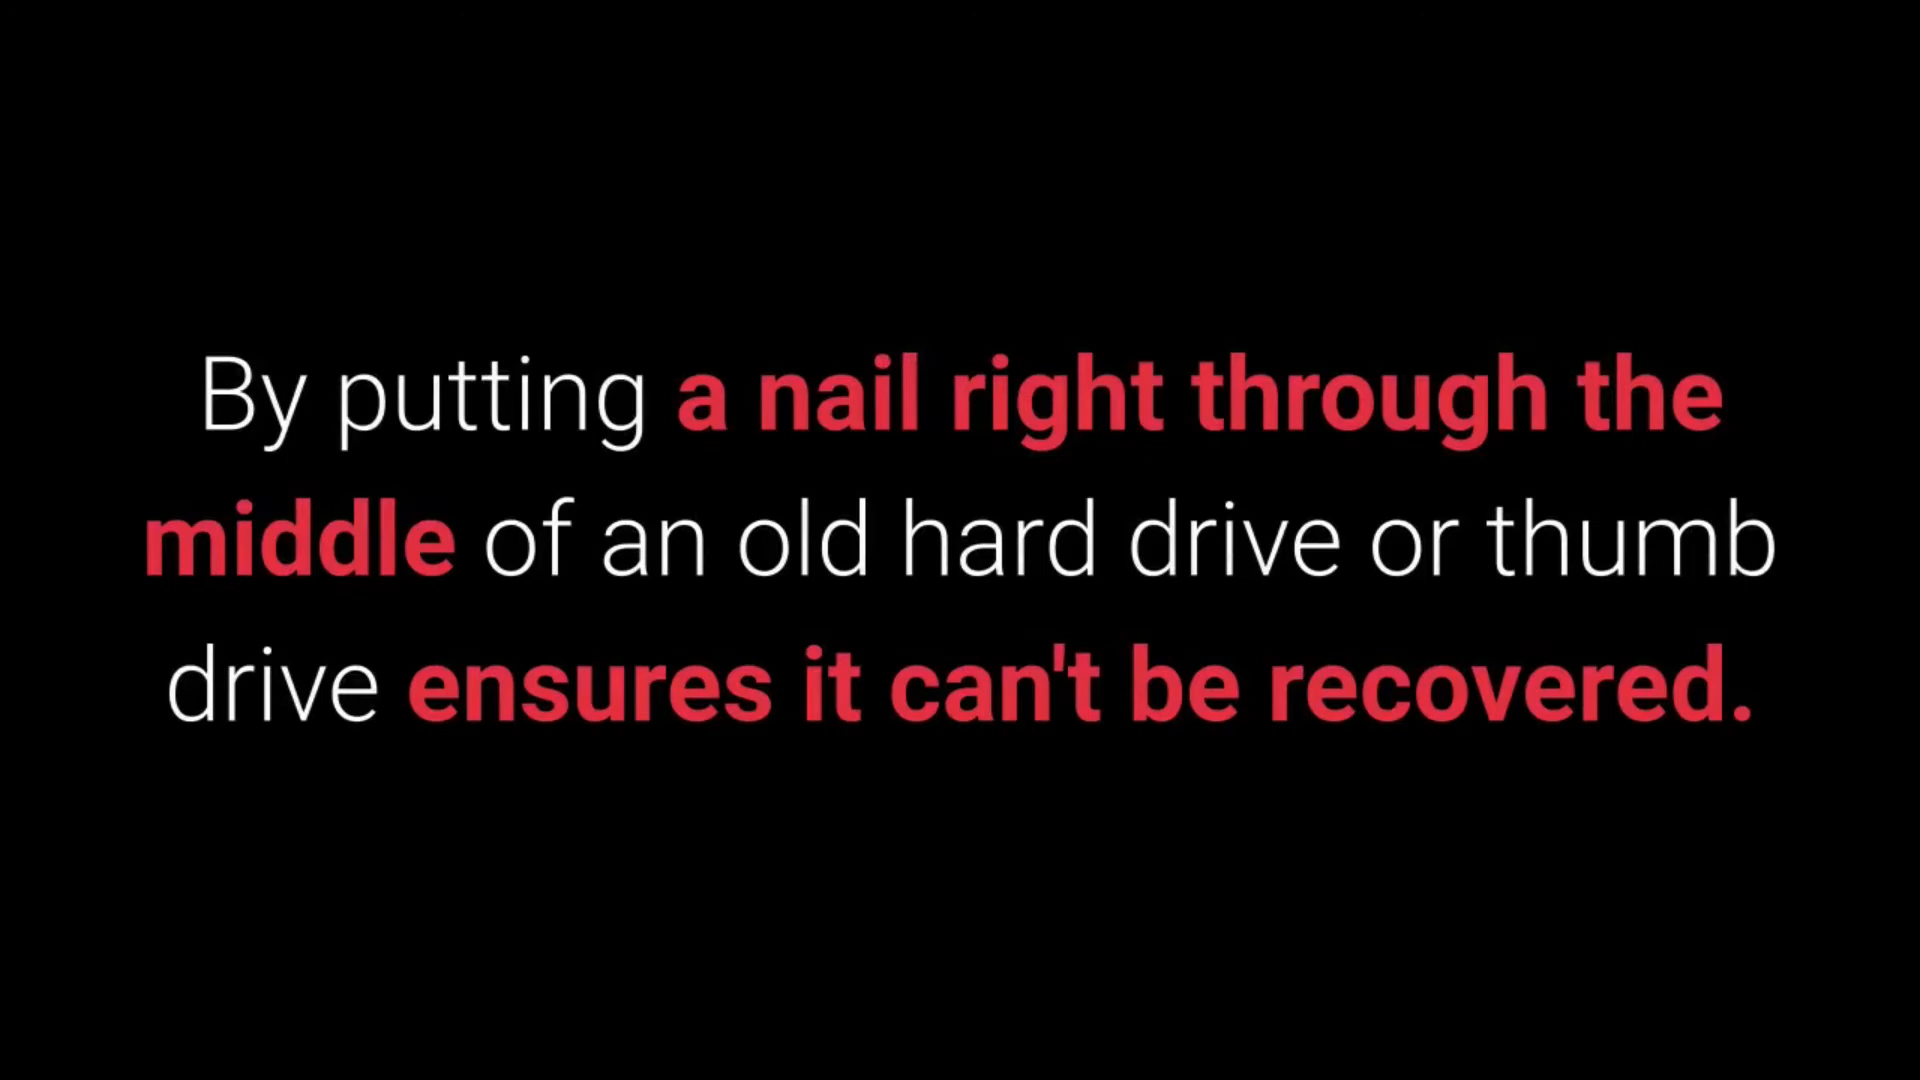 By putting a nail right through the
middle of an old hard drive or thumb
drive ensures it can't be recovered.